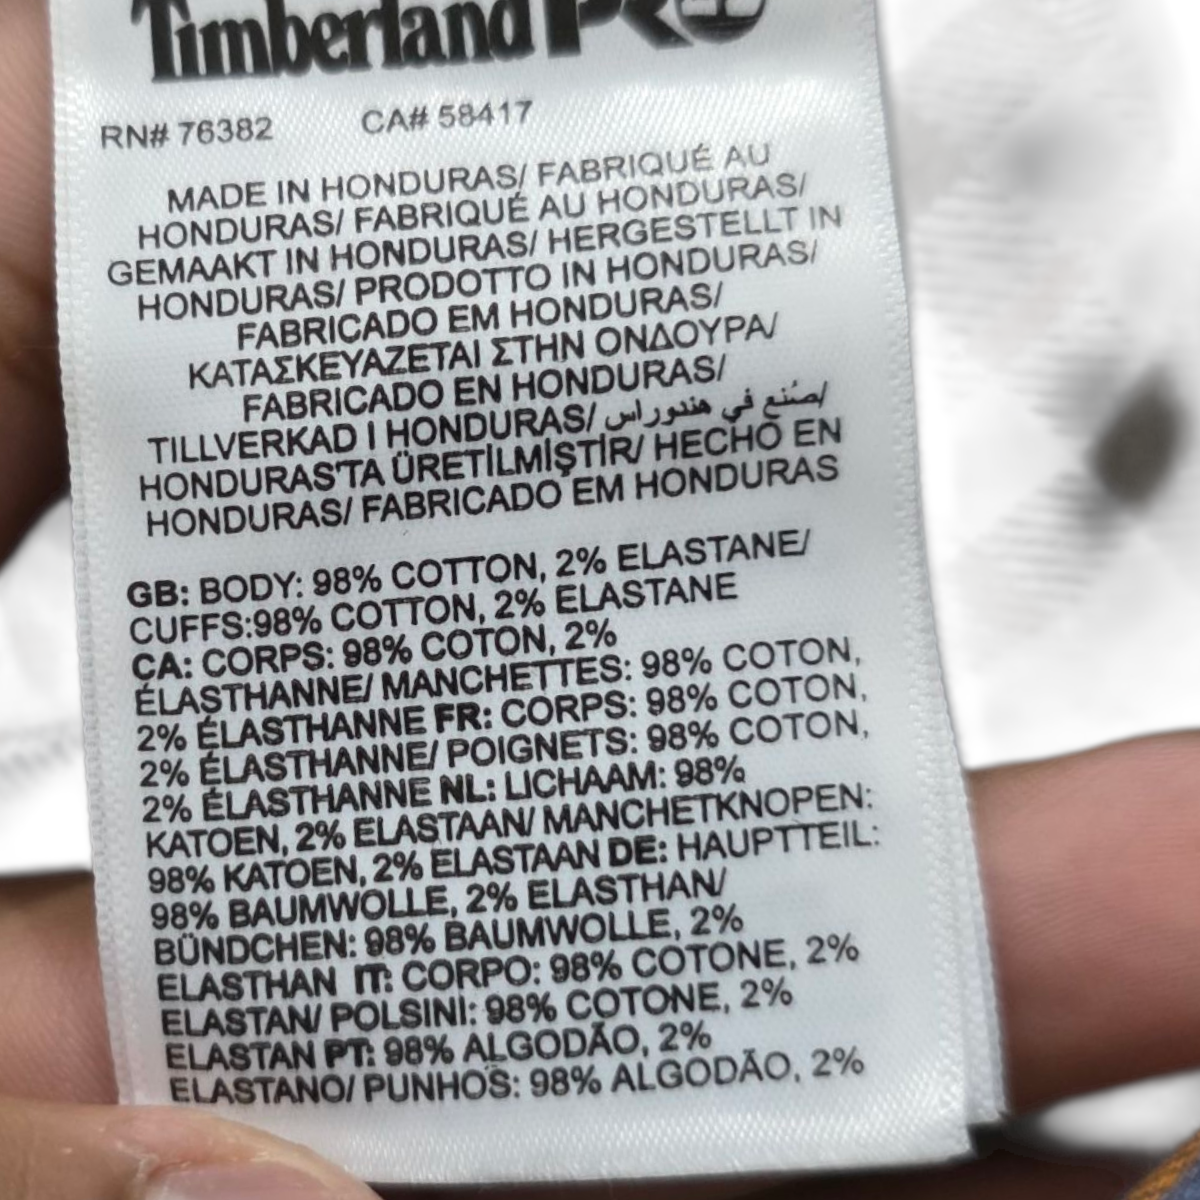 Timberland PRO
RN# 76382 CA# 58417
MADE IN HONDURAS/ FABRIQUÉ AU
HONDURAS/ FABRIQUÉ AU HONDURAS/
GEMAAKT IN HONDURAS/ HERGESTELLT IN
HONDURAS/ PRODOTTO IN HONDURAS/
FABRICADO EM HONDURAS/
ΚΑΤΑΣΚΕΥΑΖΕΤΑΙ ΣΤΗΝ ΟΝΔΟΥΡΑ/
FABRICADO EN HONDURAS/
TILLVERKAD I HONDURAS/ صُنع في هندوراس/
HONDURAS'TA ÜRETİLMİŞTİR/ HECHO EN
HONDURAS/ FABRICADO EM HONDURAS
GB: BODY: 98% COTTON, 2% ELASTANE/
CUFFS:98% COTTON, 2% ELASTANE
CA: CORPS: 98% COTON, 2%
ÉLASTHANNE/ MANCHETTES: 98% COTON,
2% ÉLASTHANNE FR: CORPS: 98% COTON,
2% ÉLASTHANNE/ POIGNETS: 98% COTON,
2% ÉLASTHANNE NL: LICHAAM: 98%
KATOEN, 2% ELASTAAN/ MANCHETKNOPEN:
98% KATOEN, 2% ELASTAAN DE: HAUPTTEIL:
98% BAUMWOLLE, 2% ELASTHAN/
BÜNDCHEN: 98% BAUMWOLLE, 2%
ELASTHAN IT: CORPO: 98% COTONE, 2%
ELASTAN/ POLSINI: 98% COTONE, 2%
ELASTAN PT: 98% ALGODÃO, 2%
ELASTANO/ PUNHOS: 98% ALGODÃO, 2%